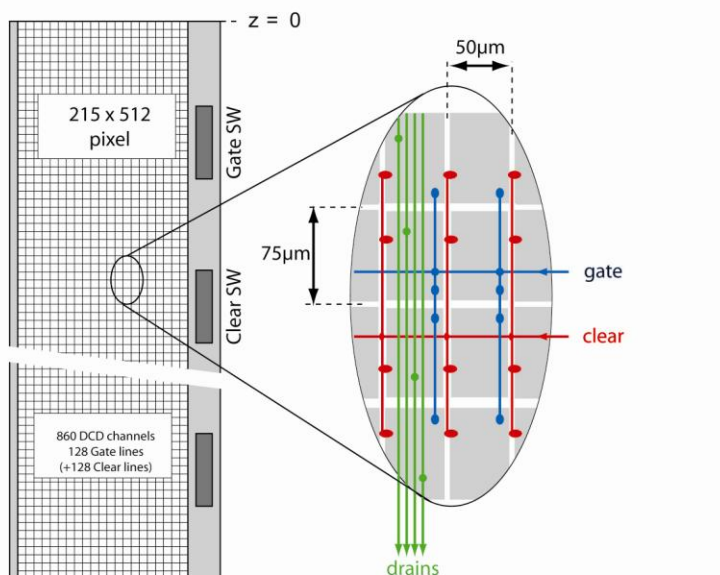 z = 0
50μm
215 x 512
pixel
Gate SW
75μm
gate
Clear SW
clear
860 DCD channels
128 Gate lines
(+128 Clear lines)
drains